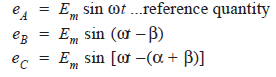 e_A = E_m sin ωt ...reference quantity
e_B = E_m sin (ωt – β)
e_C = E_m sin [ωt –(α + β)]